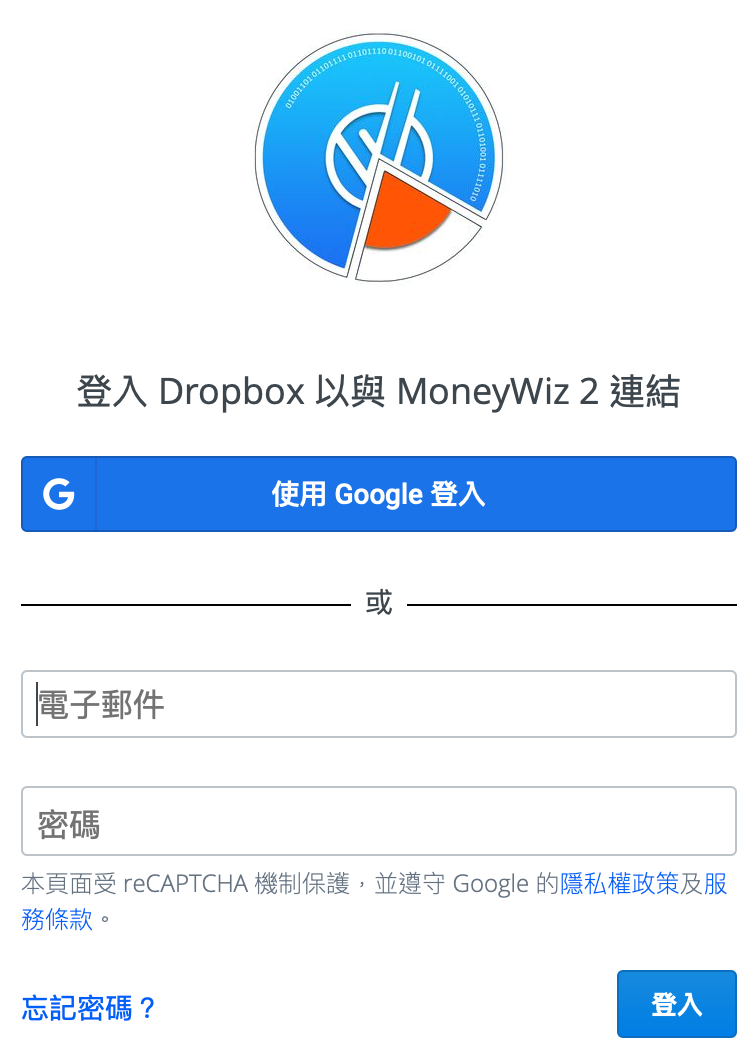 01001101 01101111 01101110 01100101 01111001 01010111 01101001 01111010
登入 Dropbox 以與 MoneyWiz 2 連結
G
使用 Google 登入
或
電子郵件
密碼
本頁面受 reCAPTCHA 機制保護，並遵守 Google 的隱私權政策及服
務條款。
忘記密碼？
登入